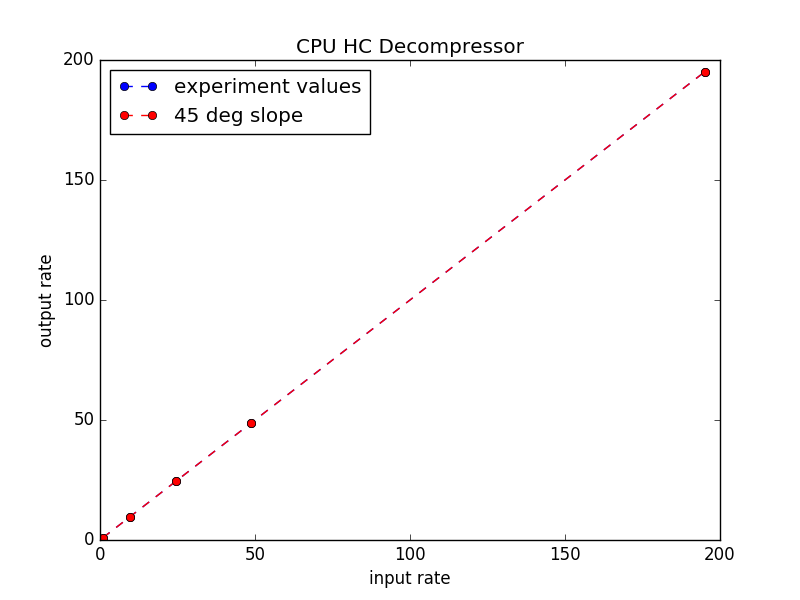 CPU HC Decompressor
experiment values
45 deg slope
200
150
100
50
0
output rate
0
50
100
150
200
input rate